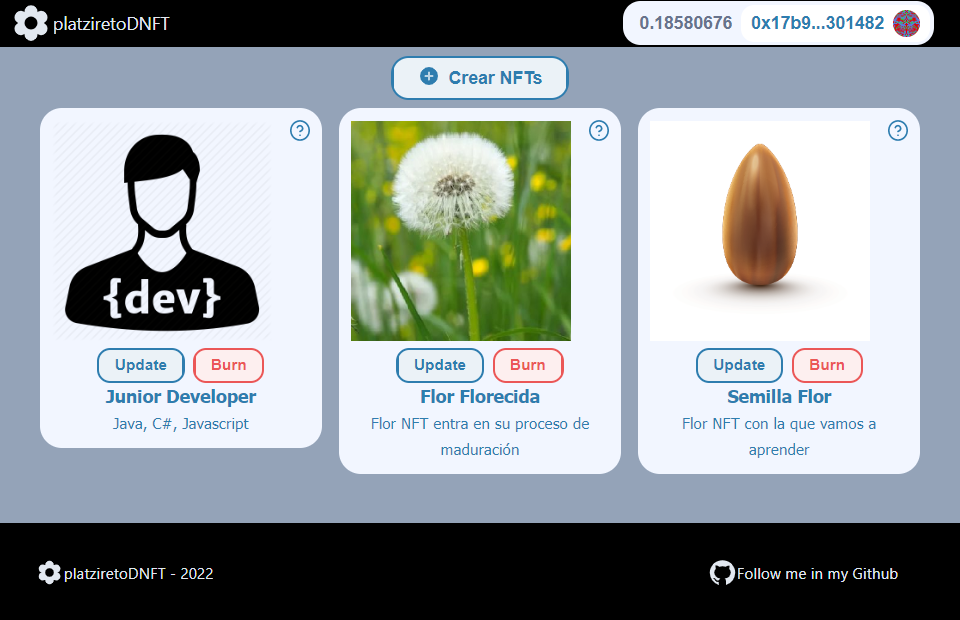 platziretoDNFT
0.18580676 0x17b9...301482
Crear NFTs
{dev}
Update Burn
Junior Developer
Java, C#, Javascript
Update Burn
Flor Florecida
Flor NFT entra en su proceso de
maduración
Update Burn
Semilla Flor
Flor NFT con la que vamos a
aprender
platziretoDNFT - 2022
Follow me in my Github